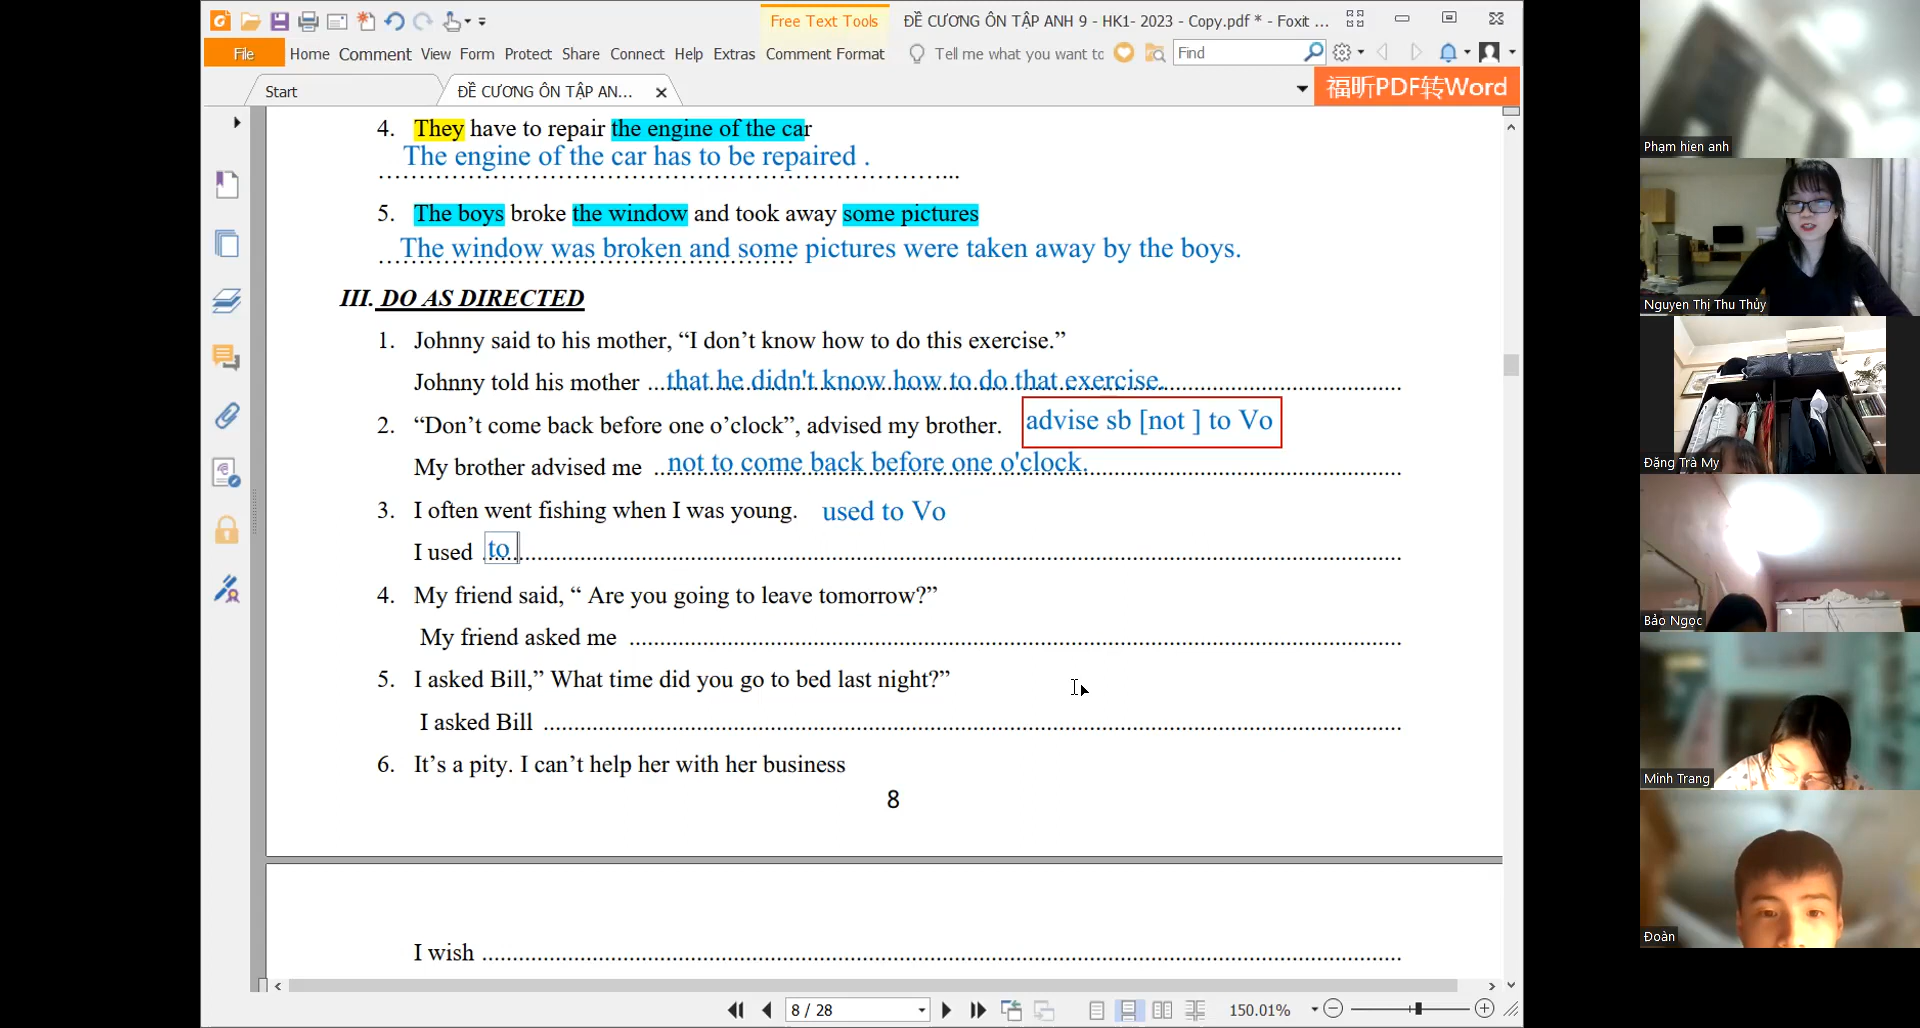 Free Text Tools
ĐỀ CƯƠNG ÔN TẬP ANH 9 - HK1- 2023 - Copy.pdf * - Foxit ...
File Home Comment View Form Protect Share Connect Help Extras Comment Format Tell me what you want to Find
Start
ĐỀ CƯƠNG ÔN TẬP AN...
福昕PDF转Word
4. They have to repair the engine of the car
The engine of the car has to be repaired .
5. The boys broke the window and took away some pictures
The window was broken and some pictures were taken away by the boys.
III. DO AS DIRECTED
1. Johnny said to his mother, “I don’t know how to do this exercise.”
Johnny told his mother that he didn't know how to do that exercise.
2. “Don’t come back before one o’clock”, advised my brother. advise sb [not ] to Vo
My brother advised me not to come back before one o'clock.
3. I often went fishing when I was young. used to Vo
I used to
4. My friend said, “ Are you going to leave tomorrow?”
My friend asked me
5. I asked Bill,” What time did you go to bed last night?”
I asked Bill
6. It’s a pity. I can’t help her with her business
8
I wish
8 / 28
150.01%
Phạm hien anh
Nguyen Thị Thu Thủy
Đặng Trà My
Bảo Ngọc
Minh Trang
Đoàn